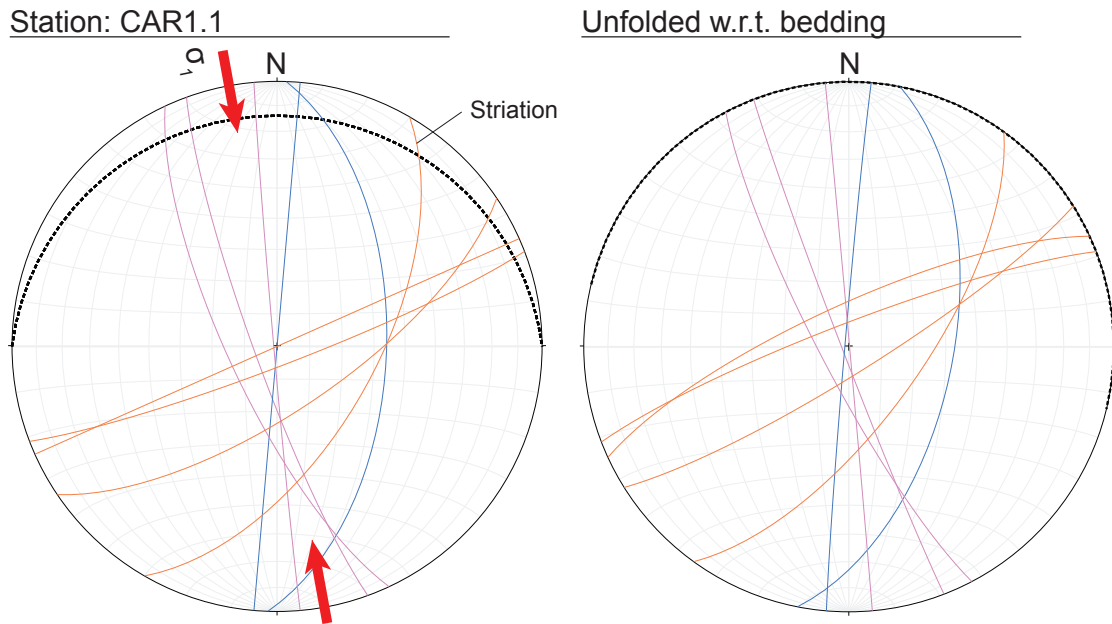 Station: CAR1.1
Unfolded w.r.t. bedding
σ1
N
N
Striation